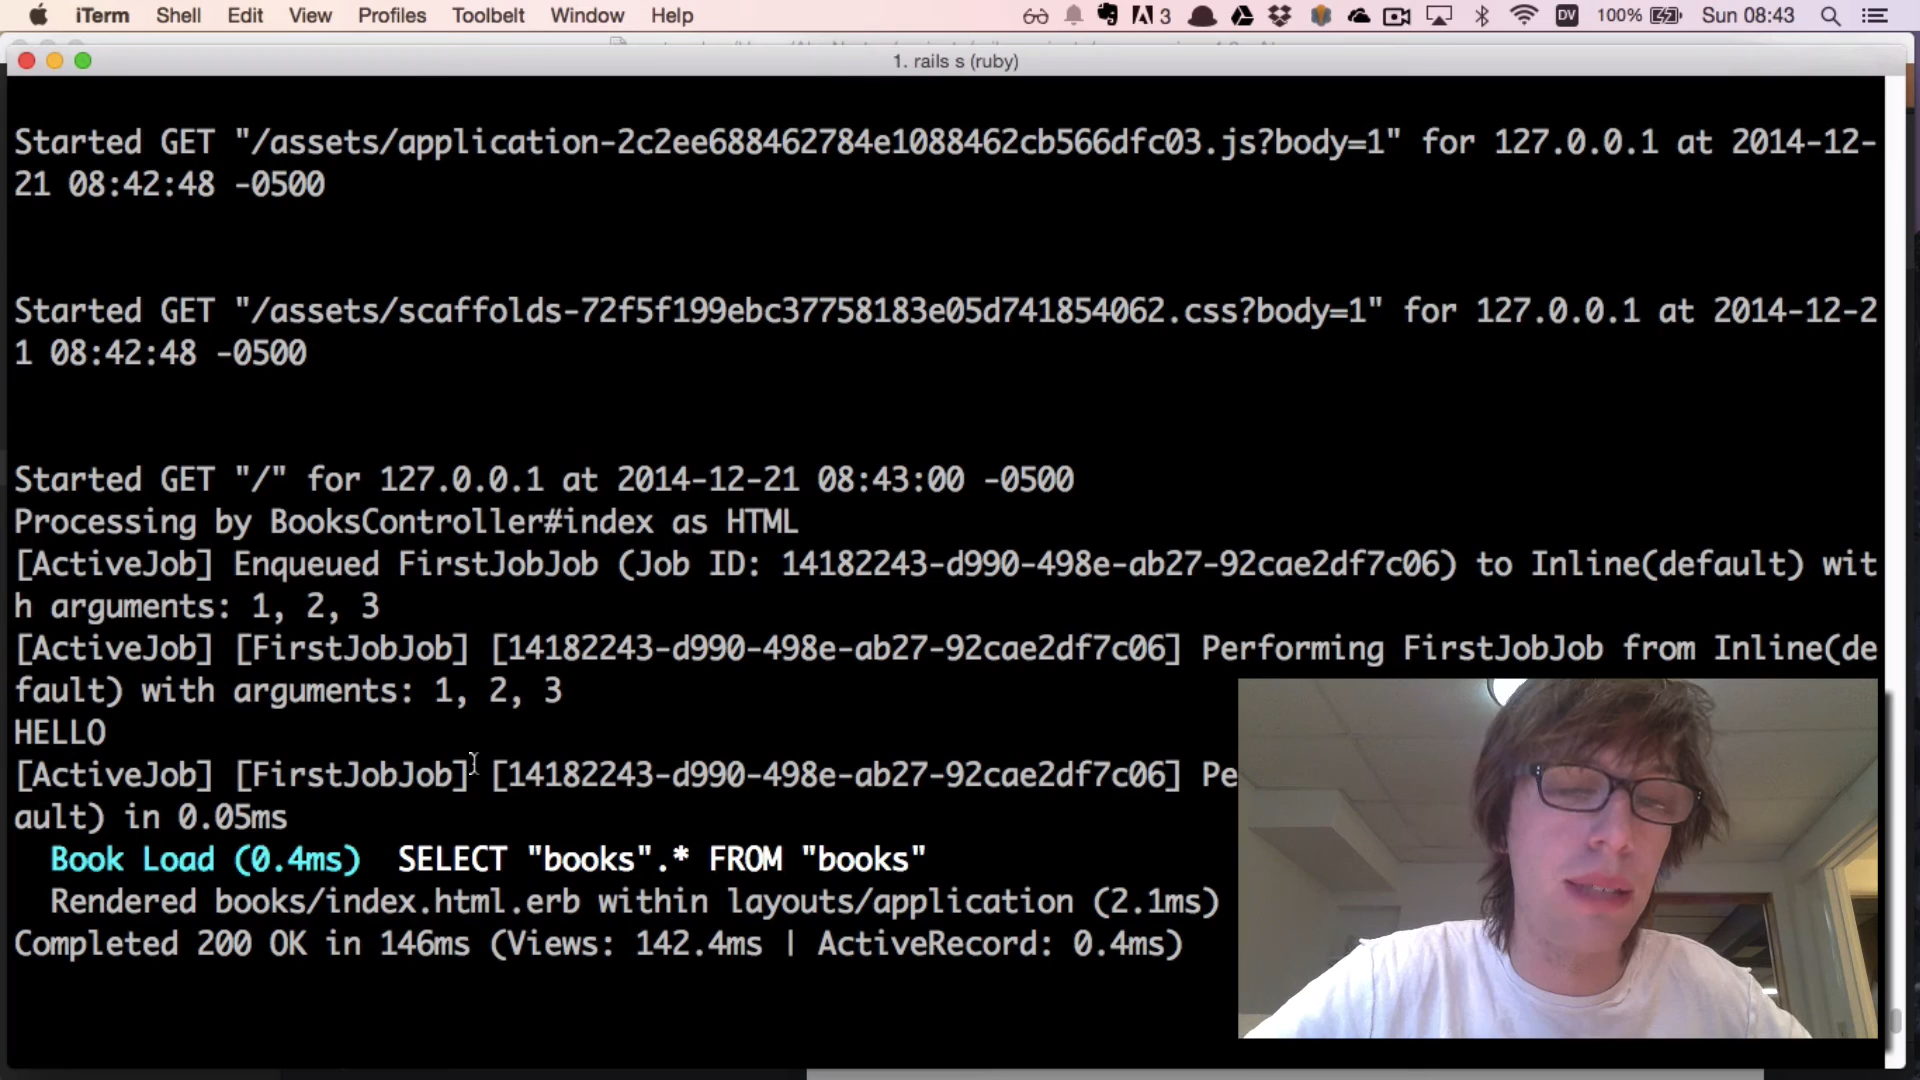 iTerm Shell Edit View Profiles Toolbelt Window Help 3 DV 100% Sun 08:43
1. rails s (ruby)
Started GET "/assets/application-2c2ee688462784e1088462cb566dfc03.js?body=1" for 127.0.0.1 at 2014-12-
21 08:42:48 -0500
Started GET "/assets/scaffolds-72f5f199ebc37758183e05d741854062.css?body=1" for 127.0.0.1 at 2014-12-2
1 08:42:48 -0500
Started GET "/" for 127.0.0.1 at 2014-12-21 08:43:00 -0500
Processing by BooksController#index as HTML
[ActiveJob] Enqueued FirstJobJob (Job ID: 14182243-d990-498e-ab27-92cae2df7c06) to Inline(default) wit
h arguments: 1, 2, 3
[ActiveJob] [FirstJobJob] [14182243-d990-498e-ab27-92cae2df7c06] Performing FirstJobJob from Inline(de
fault) with arguments: 1, 2, 3
HELLO
[ActiveJob] [FirstJobJob] [14182243-d990-498e-ab27-92cae2df7c06] Pe
ault) in 0.05ms
Book Load (0.4ms) SELECT "books".* FROM "books"
Rendered books/index.html.erb within layouts/application (2.1ms)
Completed 200 OK in 146ms (Views: 142.4ms | ActiveRecord: 0.4ms)